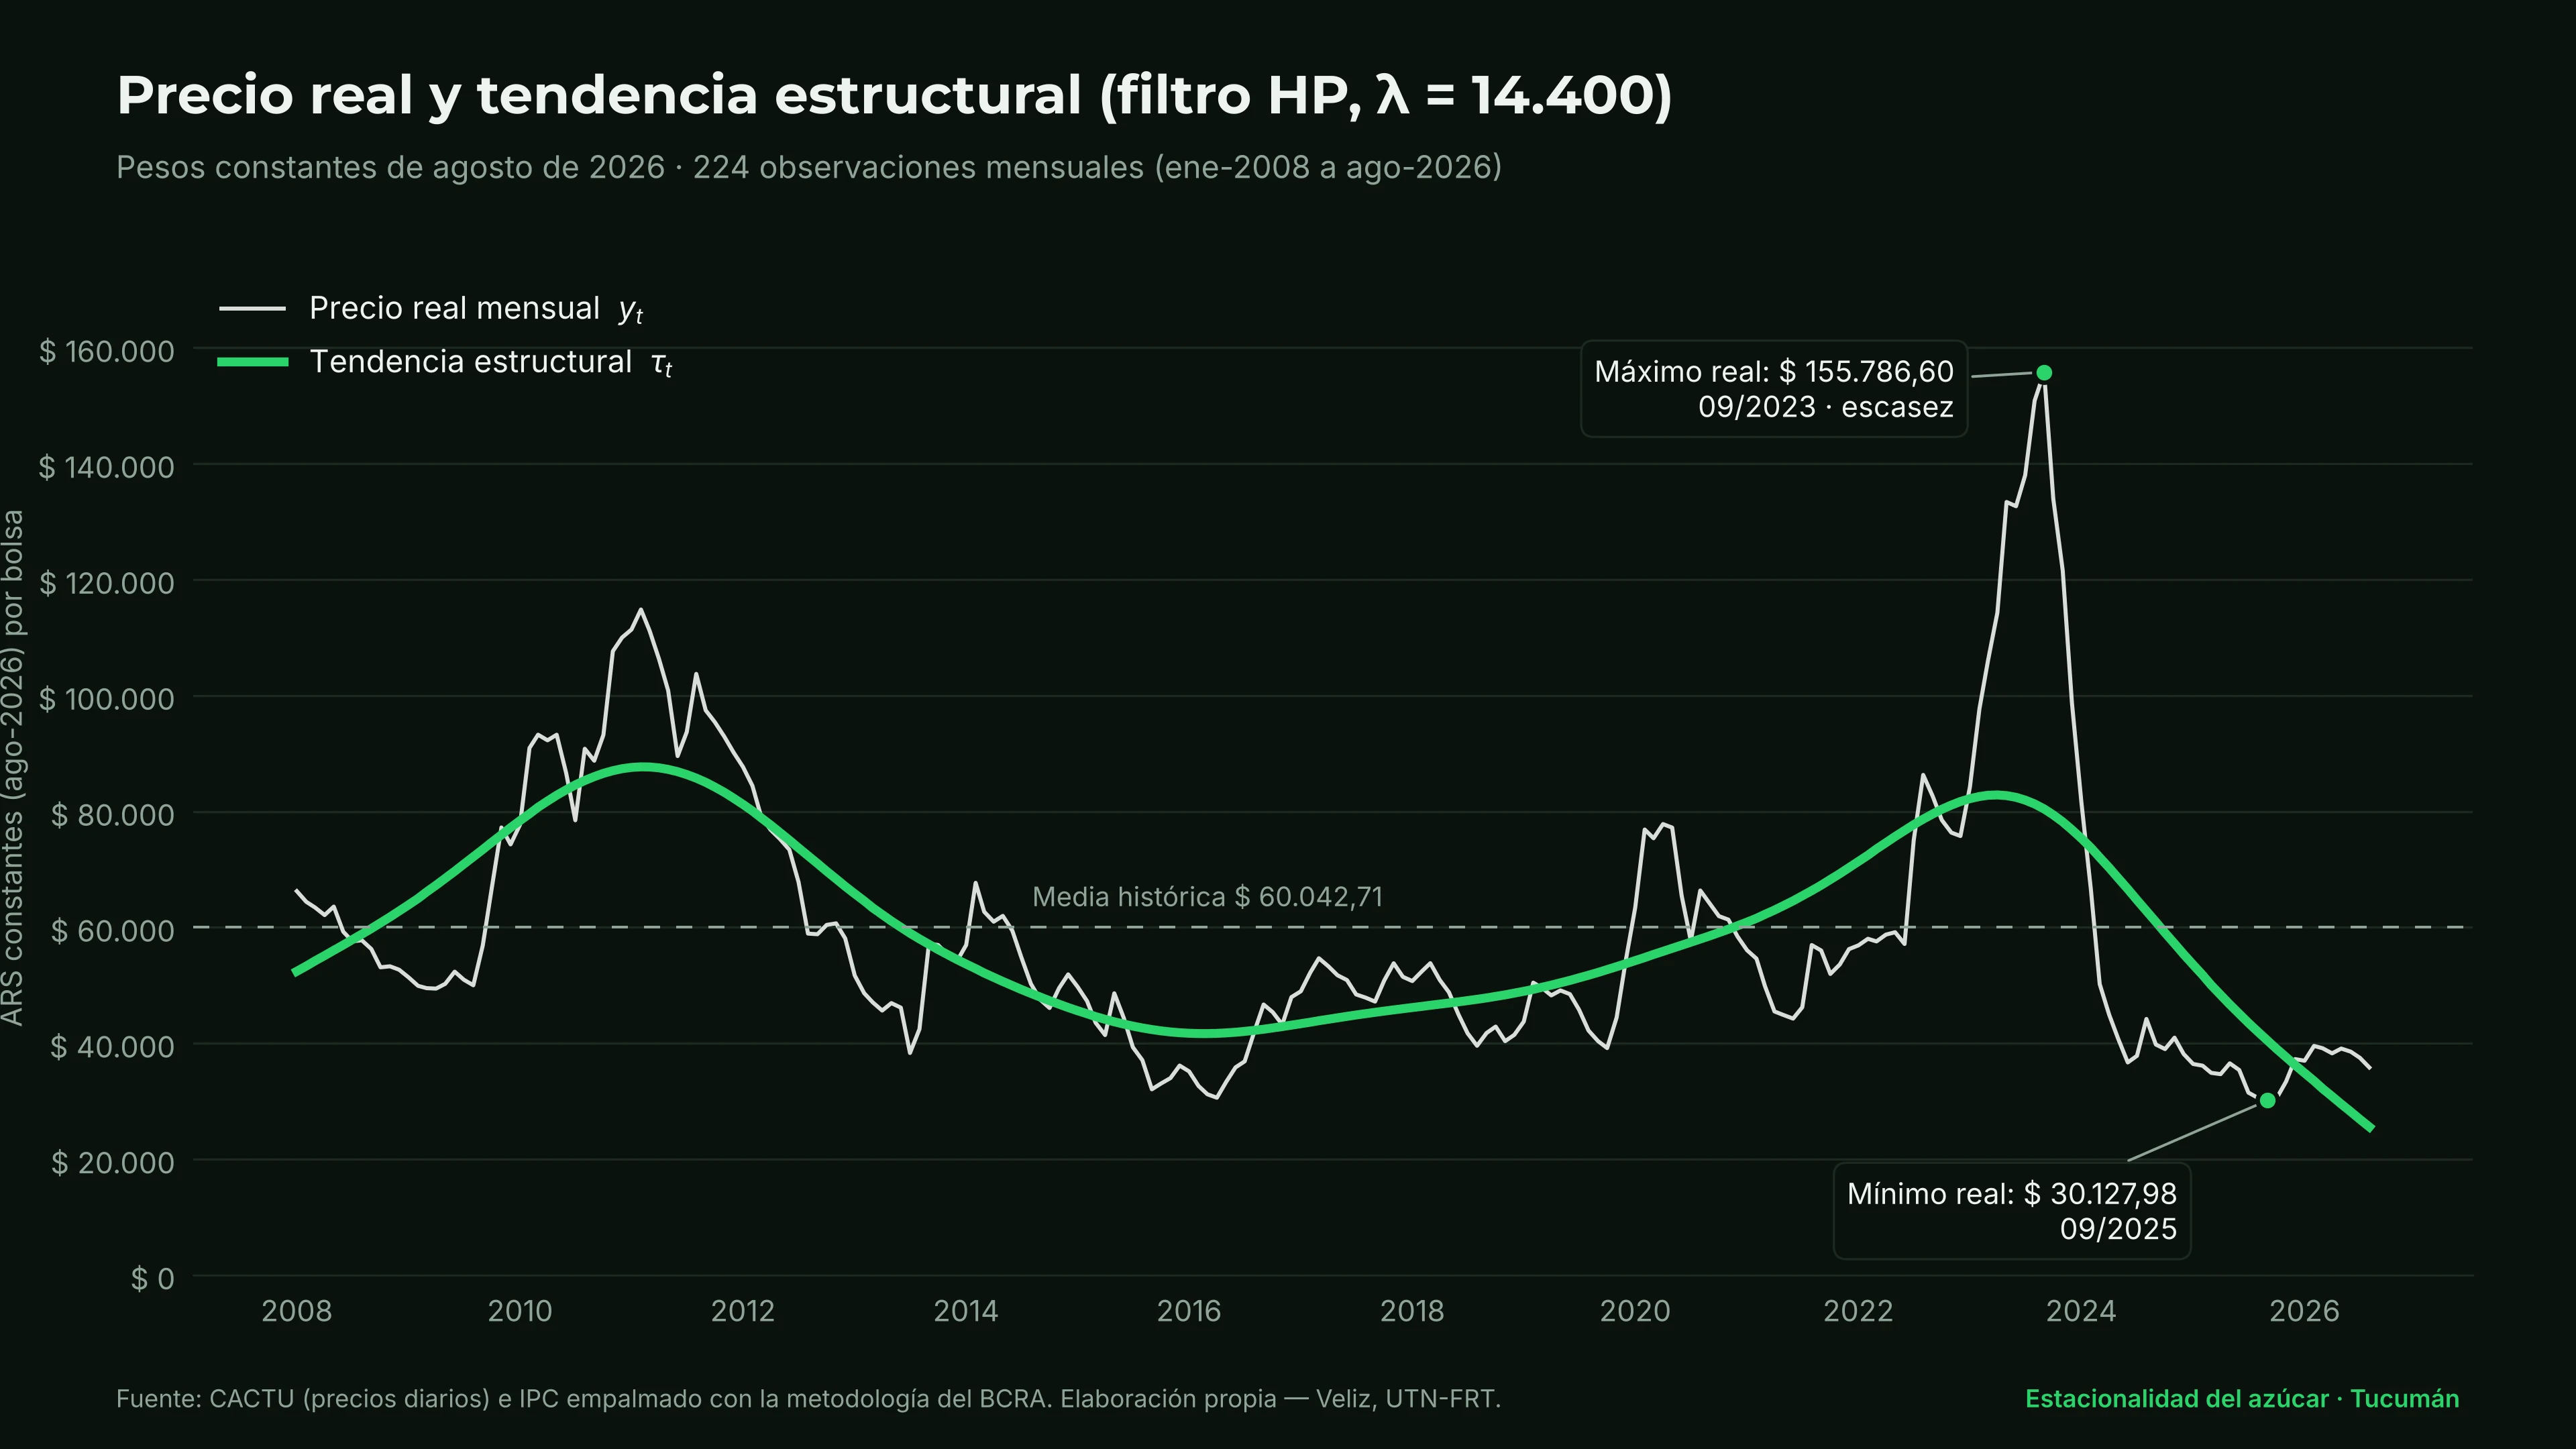 Precio real y tendencia estructural (filtro HP, λ = 14.400)
Pesos constantes de agosto de 2026 · 224 observaciones mensuales (ene-2008 a ago-2026)
Precio real mensual yt
Tendencia estructural τt
$ 160.000
$ 140.000
$ 120.000
$ 100.000
$ 80.000
$ 60.000
$ 40.000
$ 20.000
$ 0
ARS constantes (ago-2026) por bolsa
Máximo real: $ 155.786,60
09/2023 · escasez
Media histórica $ 60.042,71
Mínimo real: $ 30.127,98
09/2025
2008
2010
2012
2014
2016
2018
2020
2022
2024
2026
Fuente: CACTU (precios diarios) e IPC empalmado con la metodología del BCRA. Elaboración propia — Veliz, UTN-FRT.
Estacionalidad del azúcar · Tucumán